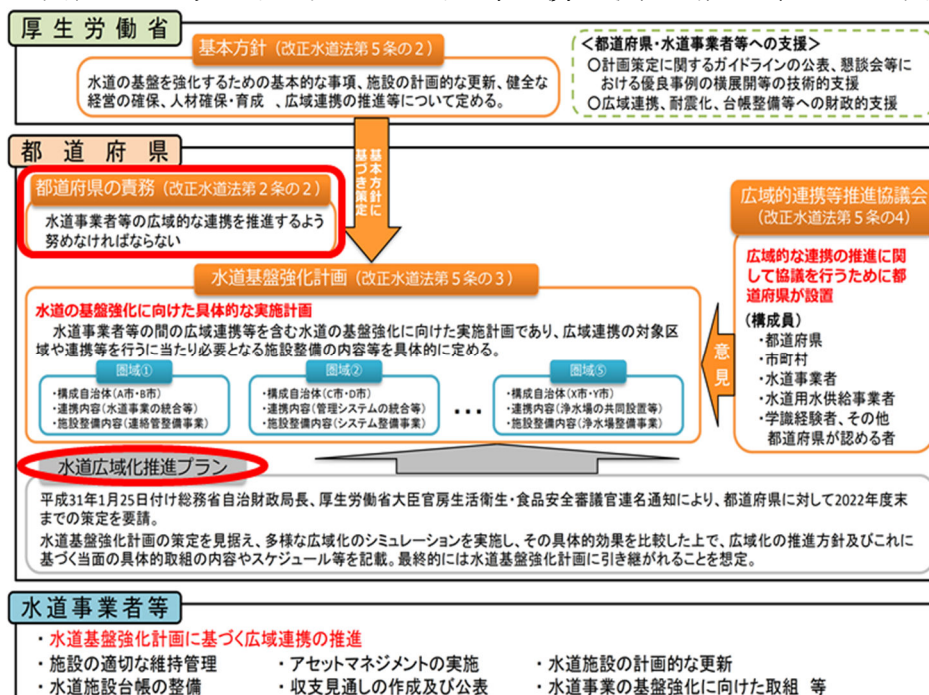 厚生労働省
基本方針（改正水道法第５条の２）
水道の基盤を強化するための基本的な事項、施設の計画的な更新、健全な
経営の確保、人材確保・育成 、広域連携の推進等について定める。
＜都道府県・水道事業者等への支援＞
○計画策定に関するガイドラインの公表、懇談会等に
おける優良事例の横展開等の技術的支援
○広域連携、耐震化、台帳整備等への財政的支援
都道府県
基本方針に
基づき策定
都道府県の責務（改正水道法第２条の２）
水道事業者等の広域的な連携を推進するよう
努めなければならない
広域的連携等推進協議会
（改正水道法第５条の4）
広域的な連携の推進に関
して協議を行うために都
道府県が設置
（構成員）
・都道府県
・市町村
・水道事業者
・水道用水供給事業者
・学識経験者、その他
都道府県が認める者
意見
水道基盤強化計画（改正水道法第５条の３）
水道の基盤強化に向けた具体的な実施計画
水道事業者等の間の広域連携等を含む水道の基盤強化に向けた実施計画であり、広域連携の対象区
域や連携等を行うに当たり必要となる施設整備の内容等を具体的に定める。
圏域①
・構成自治体（A市・B市）
・連携内容（水道事業の統合等）
・施設整備内容（連絡管整備事業）
圏域②
・構成自治体（C市・D市）
・連携内容（管理システムの統合等）
・施設整備内容（システム整備事業）
…
圏域⑤
・構成自治体（X市・Y市）
・連携内容（浄水場の共同設置等）
・施設整備内容（浄水場整備事業）
水道広域化推進プラン
平成31年1月25日付け総務省自治財政局長、厚生労働省大臣官房生活衛生・食品安全審議官連名通知により、都道府県に対して2022年度末
までの策定を要請。
水道基盤強化計画の策定を見据え、多様な広域化のシミュレーションを実施し、その具体的効果を比較した上で、広域化の推進方針及びこれに
基づく当面の具体的取組の内容やスケジュール等を記載。最終的には水道基盤強化計画に引き継がれることを想定。
水道事業者等
・水道基盤強化計画に基づく広域連携の推進
・施設の適切な維持管理 ・アセットマネジメントの実施 ・水道施設の計画的な更新
・水道施設台帳の整備 ・収支見通しの作成及び公表 ・水道事業の基盤強化に向けた取組 等